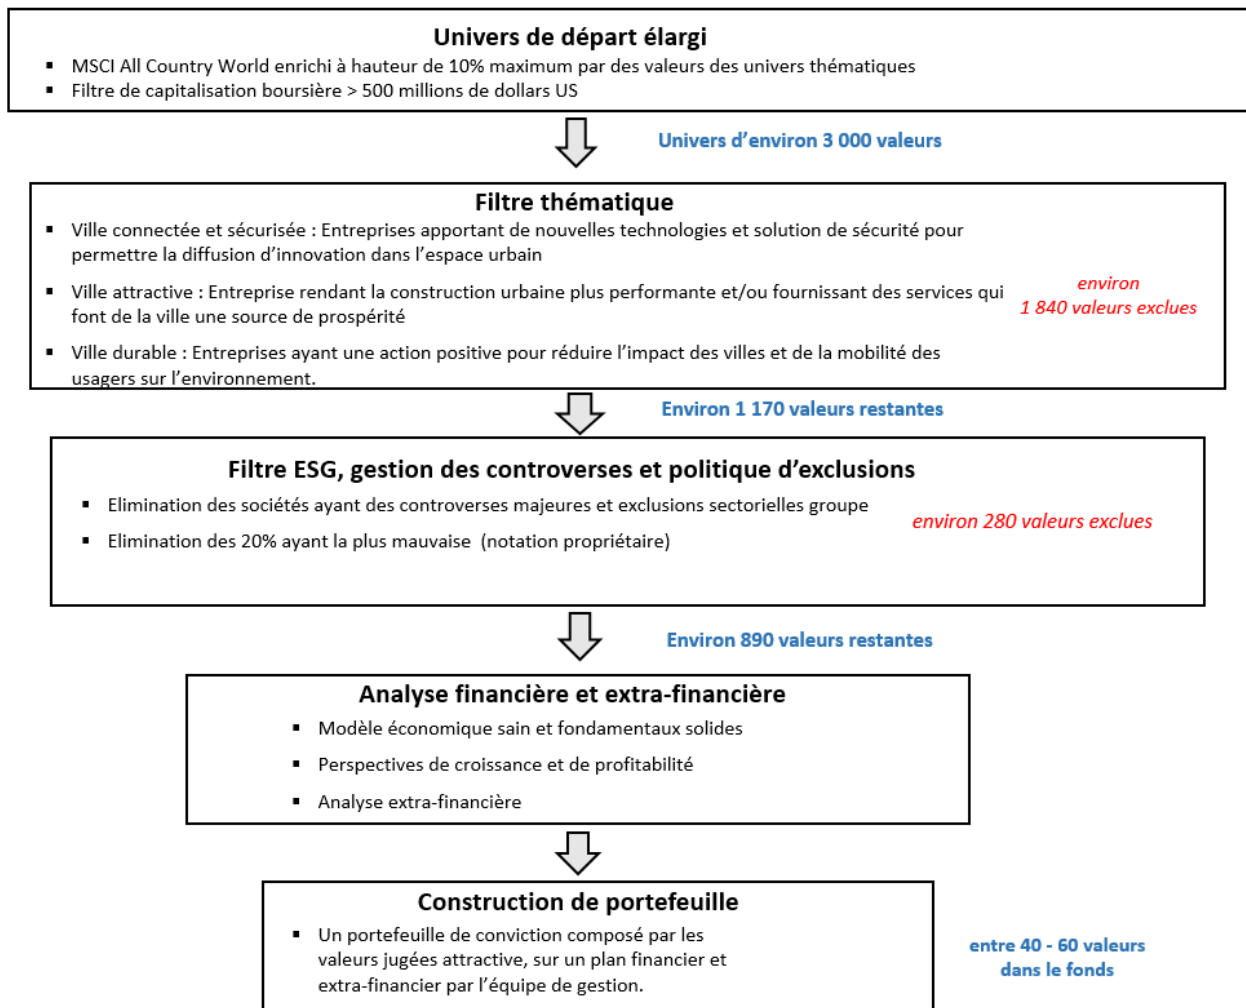 Univers de départ élargi
▪ MSCI All Country World enrichi à hauteur de 10% maximum par des valeurs des univers thématiques
▪ Filtre de capitalisation boursière > 500 millions de dollars US
Univers d’environ 3 000 valeurs
Filtre thématique
▪ Ville connectée et sécurisée : Entreprises apportant de nouvelles technologies et solution de sécurité pour
permettre la diffusion d’innovation dans l’espace urbain
▪ Ville attractive : Entreprise rendant la construction urbaine plus performante et/ou fournissant des services qui
font de la ville une source de prospérité
environ
1 840 valeurs exclues
▪ Ville durable : Entreprises ayant une action positive pour réduire l’impact des villes et de la mobilité des
usagers sur l’environnement.
Environ 1 170 valeurs restantes
Filtre ESG, gestion des controverses et politique d’exclusions
▪ Elimination des sociétés ayant des controverses majeures et exclusions sectorielles groupe
▪ Elimination des 20% ayant la plus mauvaise (notation propriétaire)
environ 280 valeurs exclues
Environ 890 valeurs restantes
Analyse financière et extra-financière
▪ Modèle économique sain et fondamentaux solides
▪ Perspectives de croissance et de profitabilité
▪ Analyse extra-financière
Construction de portefeuille
▪ Un portefeuille de conviction composé par les
valeurs jugées attractive, sur un plan financier et
extra-financier par l’équipe de gestion.
entre 40 - 60 valeurs
dans le fonds